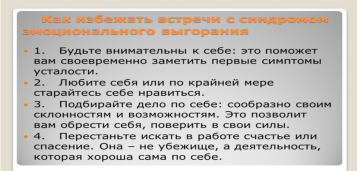 Как избежать встречи с синдромом
эмоционального выгорания
1. Будьте внимательны к себе: это поможет
вам своевременно заметить первые симптомы
усталости.
2. Любите себя или по крайней мере
старайтесь себе нравиться.
3. Подбирайте дело по себе: сообразно своим
склонностям и возможностям. Это позволит
вам обрести себя, поверить в свои силы.
4. Перестаньте искать в работе счастье или
спасение. Она – не убежище, а деятельность,
которая хороша сама по себе.